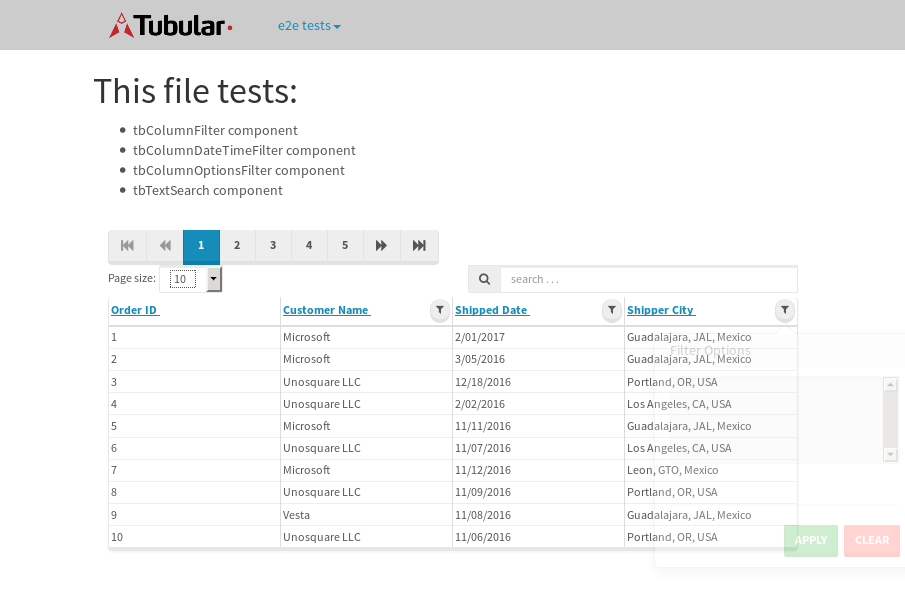 Tubular
e2e tests
This file tests:
tbColumnFilter component
tbColumnDateTimeFilter component
tbColumnOptionsFilter component
tbTextSearch component
1 2 3 4 5
Page size: 10 search . . .
Order ID Customer Name Shipped Date Shipper City
1 Microsoft 2/01/2017 Guadalajara, JAL, Mexico
Filter Options
2 Microsoft 3/05/2016 Guadalajara, JAL, Mexico
3 Unosquare LLC 12/18/2016 Portland, OR, USA
4 Unosquare LLC 2/02/2016 Los Angeles, CA, USA
5 Microsoft 11/11/2016 Guadalajara, JAL, Mexico
6 Unosquare LLC 11/07/2016 Los Angeles, CA, USA
7 Microsoft 11/12/2016 Leon, GTO, Mexico
8 Unosquare LLC 11/09/2016 Portland, OR, USA
9 Vesta 11/08/2016 Guadalajara, JAL, Mexico
10 Unosquare LLC 11/06/2016 Portland, OR, USA
APPLY CLEAR